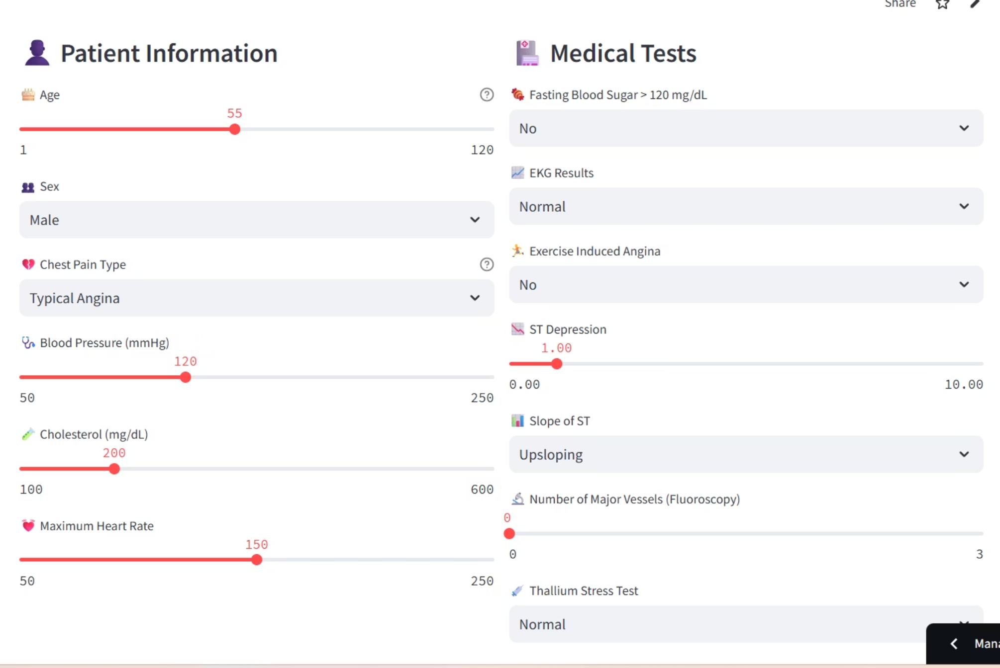 Share
Patient Information
Age
55
1
120
Sex
Male
Chest Pain Type
Typical Angina
Blood Pressure (mmHg)
120
50
250
Cholesterol (mg/dL)
200
100
600
Maximum Heart Rate
150
50
250
Medical Tests
Fasting Blood Sugar > 120 mg/dL
No
EKG Results
Normal
Exercise Induced Angina
No
ST Depression
1.00
0.00
10.00
Slope of ST
Upsloping
Number of Major Vessels (Fluoroscopy)
0
0
3
Thallium Stress Test
Normal
Mana